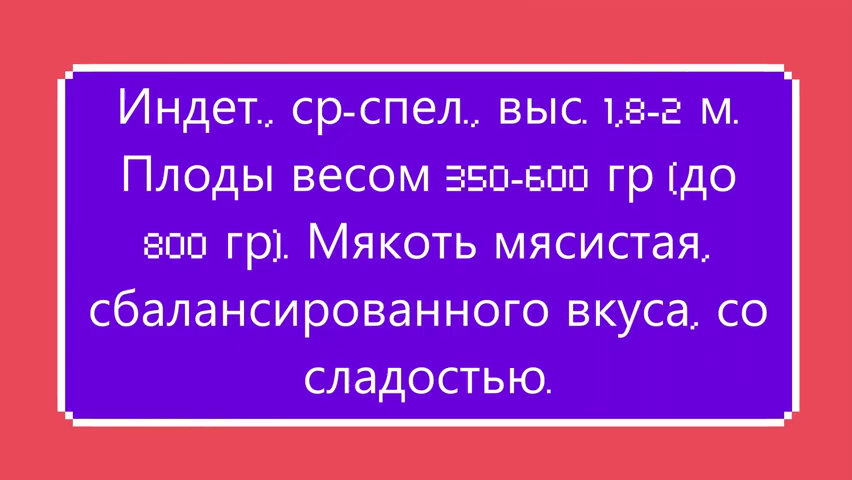 Индет., ср-спел., выс. 1,8-2 м.
Плоды весом 350-600 гр (до
800 гр). Мякоть мясистая,
сбалансированного вкуса, со
сладостью.